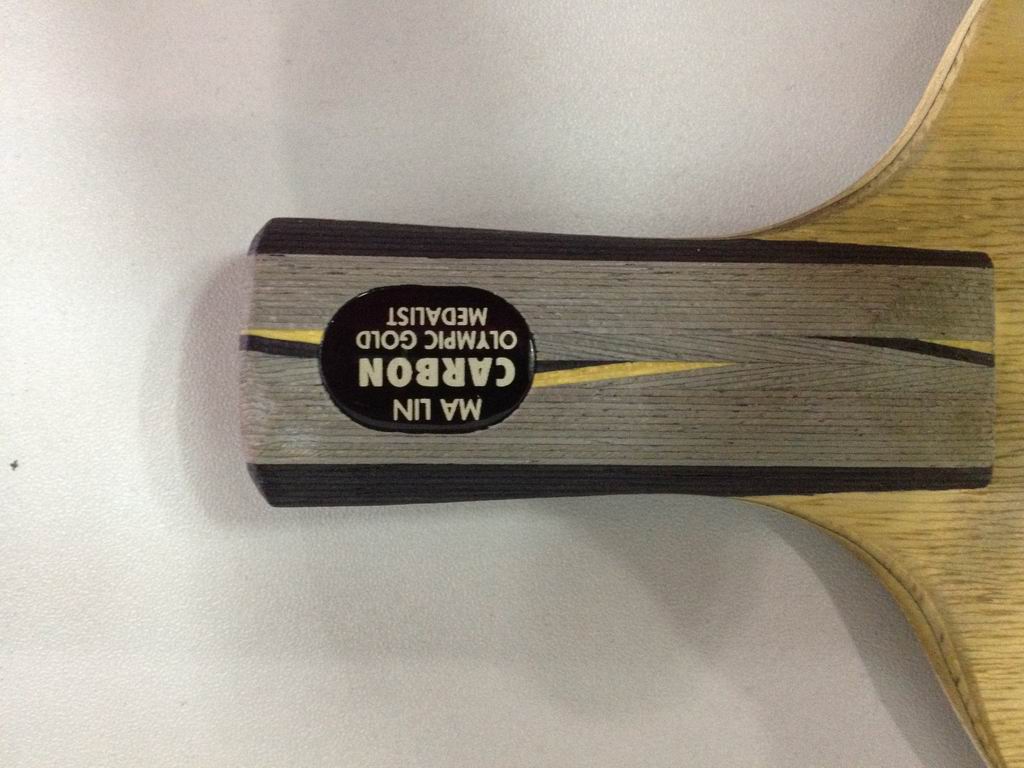 MA LIN
CARBON
OLYMPIC GOLD
MEDALIST